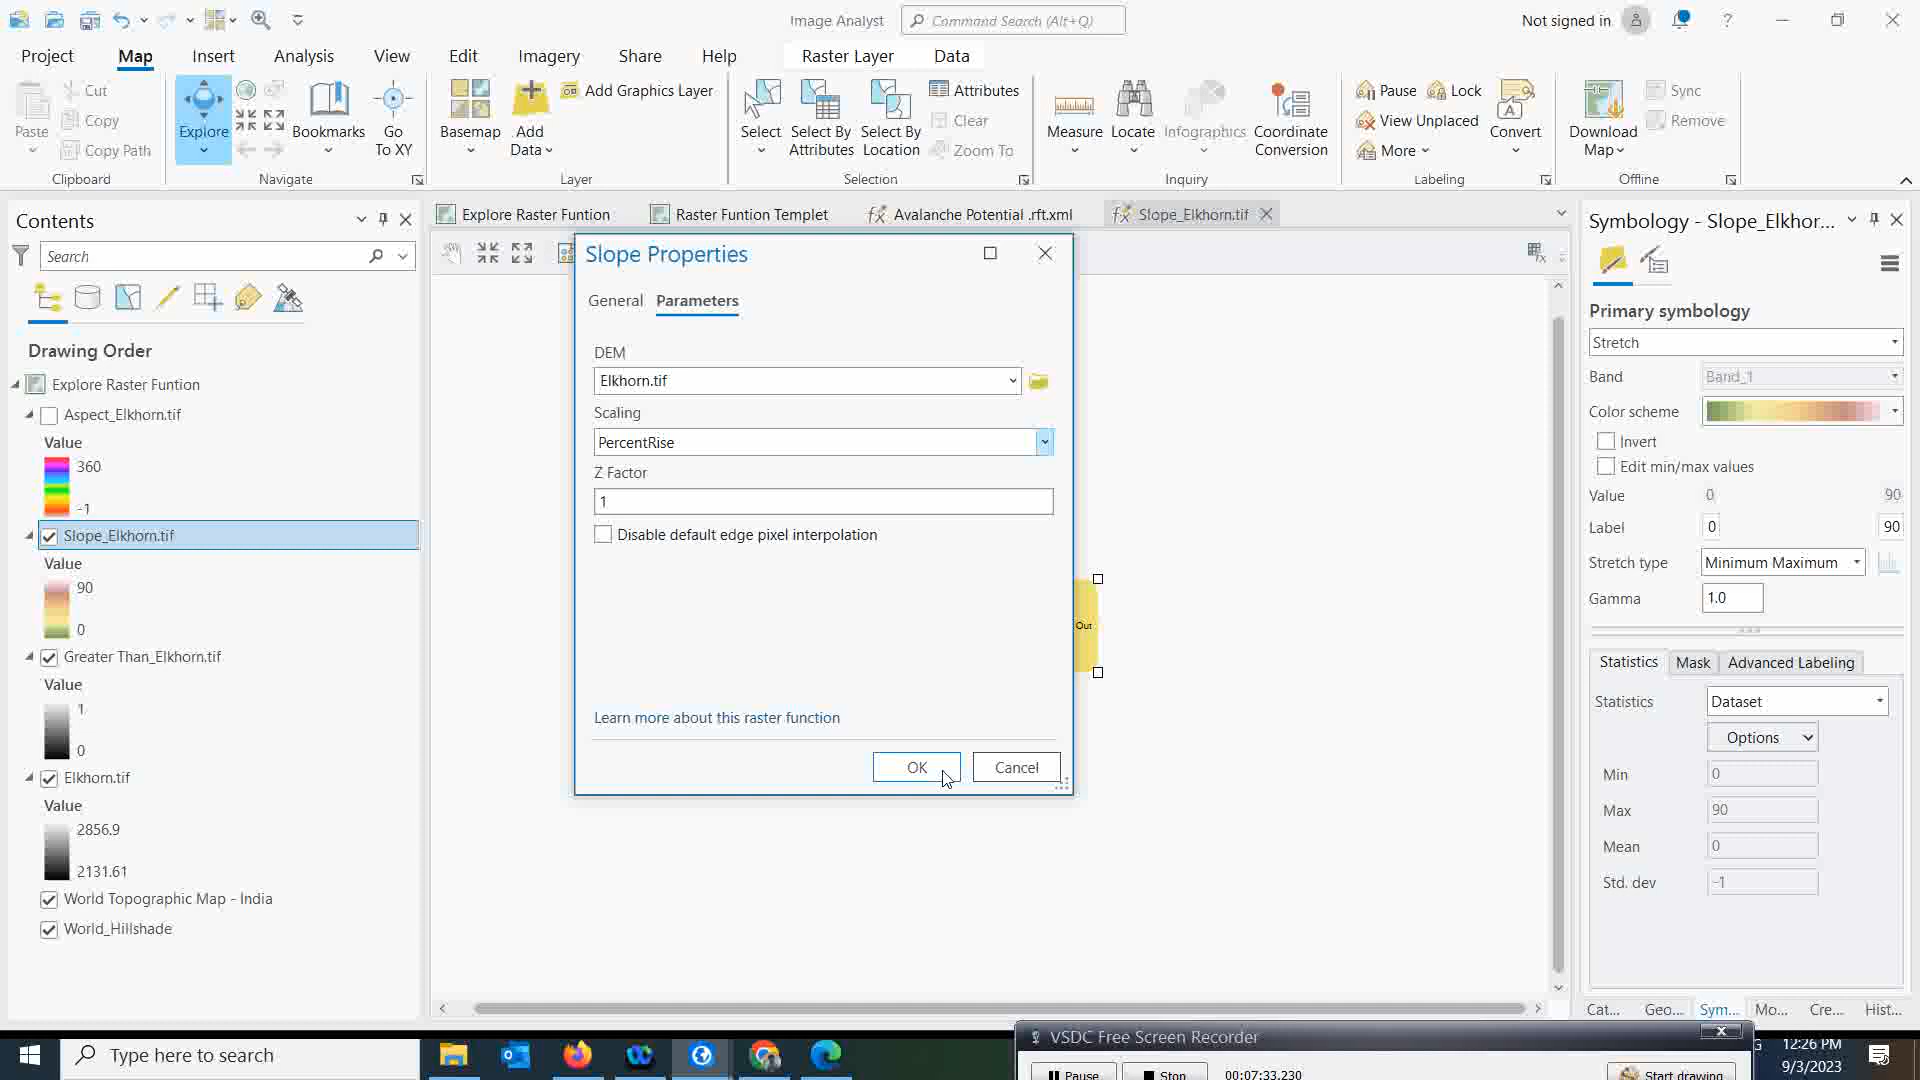 Image Analyst
Command Search (Alt+Q)
Not signed in
?
Project Map Insert Analysis View Edit Imagery Share Help Raster Layer Data
Paste
Cut
Copy
Copy Path
Clipboard
Explore
Bookmarks
Go
To XY
Navigate
Basemap
Add
Data
Add Graphics Layer
Layer
Select
Select By
Attributes
Select By
Location
Attributes
Clear
Zoom To
Selection
Measure
Locate
Infographics
Coordinate
Conversion
Inquiry
Pause
Lock
View Unplaced
More
Convert
Labeling
Download
Map
Sync
Remove
Offline
Contents
Search
Drawing Order
Explore Raster Funtion
Aspect_Elkhorn.tif
Value
360
-1
Slope_Elkhorn.tif
Value
90
0
Greater Than_Elkhorn.tif
Value
1
0
Elkhorn.tif
Value
2856.9
2131.61
World Topographic Map - India
World_Hillshade
Explore Raster Funtion
Raster Funtion Templet
Avalanche Potential .rft.xml
Slope_Elkhorn.tif
Slope Properties
General Parameters
DEM
Elkhorn.tif
Scaling
PercentRise
Z Factor
1
Disable default edge pixel interpolation
Learn more about this raster function
OK Cancel
Out
Symbology - Slope_Elkhor...
Primary symbology
Stretch
Band Band_1
Color scheme
Invert
Edit min/max values
Value 0 90
Label 0 90
Stretch type Minimum Maximum
Gamma 1.0
Statistics Mask Advanced Labeling
Statistics Dataset
Options
Min 0
Max 90
Mean 0
Std. dev -1
Cat... Geo... Sym... Mo... Cre... Hist...
VSDC Free Screen Recorder
Pause Stop 00:07:33.230 Start drawing
Type here to search
12:26 PM
9/3/2023